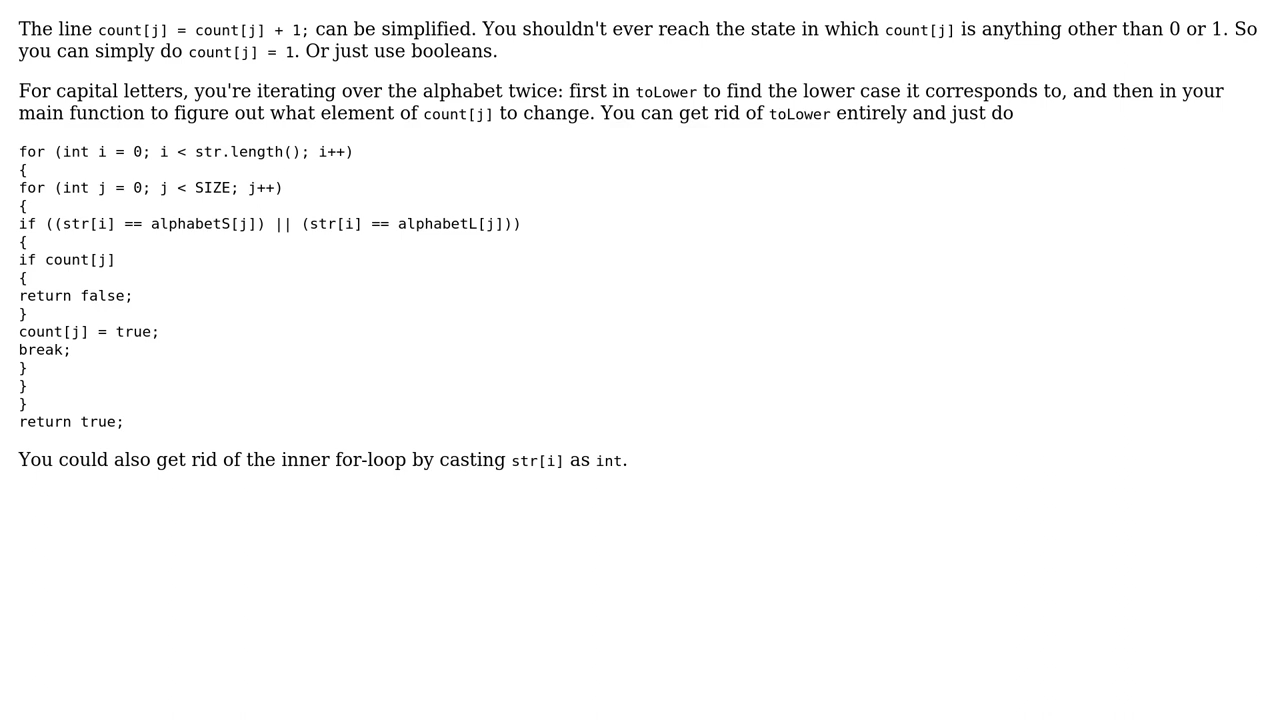 The line count[j] = count[j] + 1; can be simplified. You shouldn't ever reach the state in which count[j] is anything other than 0 or 1. So
you can simply do count[j] = 1. Or just use booleans.
For capital letters, you're iterating over the alphabet twice: first in toLower to find the lower case it corresponds to, and then in your
main function to figure out what element of count[j] to change. You can get rid of toLower entirely and just do
for (int i = 0; i < str.length(); i++)
{
for (int j = 0; j < SIZE; j++)
{
if ((str[i] == alphabetS[j]) || (str[i] == alphabetL[j]))
{
if count[j]
{
return false;
}
count[j] = true;
break;
}
}
}
return true;
You could also get rid of the inner for-loop by casting str[i] as int.